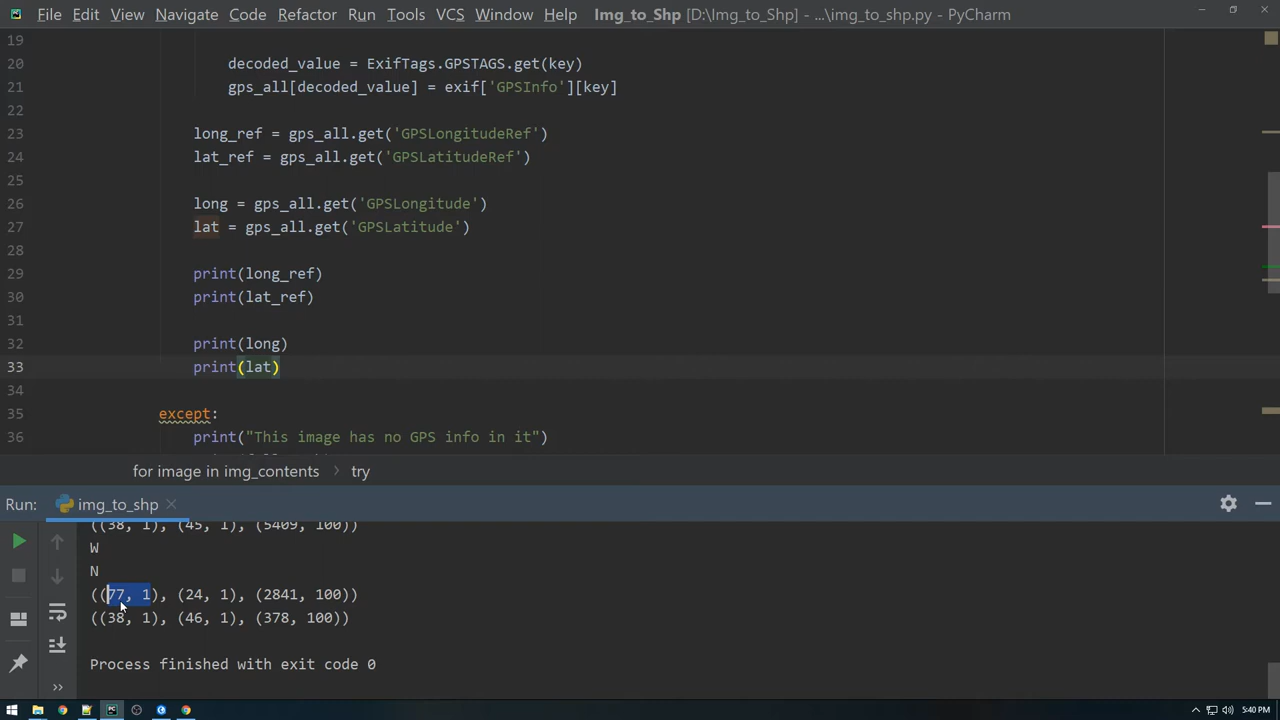 File Edit View Navigate Code Refactor Run Tools VCS Window Help Img_to_Shp [D:\Img_to_Shp] - ...\img_to_shp.py - PyCharm
19
20 decoded_value = ExifTags.GPSTAGS.get(key)
21 gps_all[decoded_value] = exif['GPSInfo'][key]
22
23 long_ref = gps_all.get('GPSLongitudeRef')
24 lat_ref = gps_all.get('GPSLatitudeRef')
25
26 long = gps_all.get('GPSLongitude')
27 lat = gps_all.get('GPSLatitude')
28
29 print(long_ref)
30 print(lat_ref)
31
32 print(long)
33 print(lat)
34
35 except:
36 print("This image has no GPS info in it")
for image in img_contents > try
Run: img_to_shp
((38, 1), (45, 1), (5409, 100))
W
N
((77, 1), (24, 1), (2841, 100))
((38, 1), (46, 1), (378, 100))
Process finished with exit code 0
5:40 PM